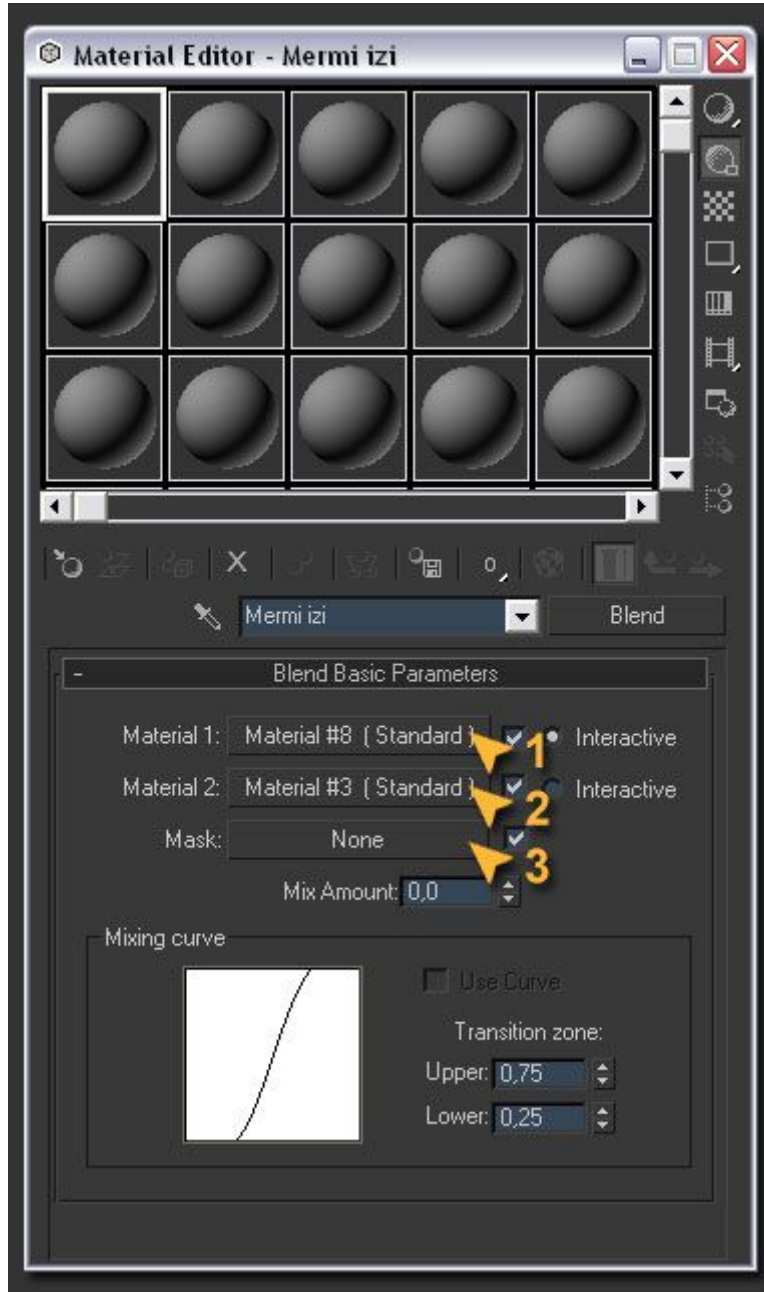 Material Editor - Mermi izi
Mermi izi Blend
- Blend Basic Parameters
Material 1: Material #8 ( Standard ) 1 Interactive
Material 2: Material #3 ( Standard ) 2 Interactive
Mask: None 3
Mix Amount: 0,0
Mixing curve
Use Curve
Transition zone:
Upper: 0,75
Lower: 0,25